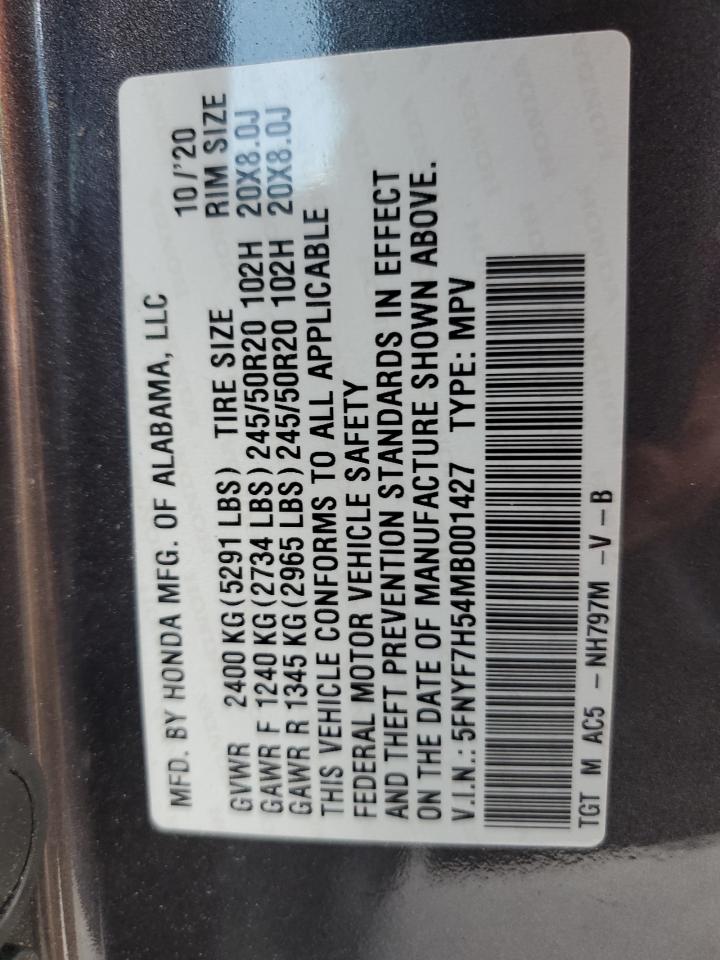 MFD. BY HONDA MFG. OF ALABAMA, LLC 10/'20
GVWR 2400 KG (5291 LBS) TIRE SIZE RIM SIZE
GAWR F 1240 KG (2734 LBS) 245/50R20 102H 20X8.0J
GAWR R 1345 KG (2965 LBS) 245/50R20 102H 20X8.0J
THIS VEHICLE CONFORMS TO ALL APPLICABLE
FEDERAL MOTOR VEHICLE SAFETY
AND THEFT PREVENTION STANDARDS IN EFFECT
ON THE DATE OF MANUFACTURE SHOWN ABOVE.
V.I.N.: 5FNYF7H54MB001427 TYPE: MPV
TGT M AC5 - NH797M -V-B